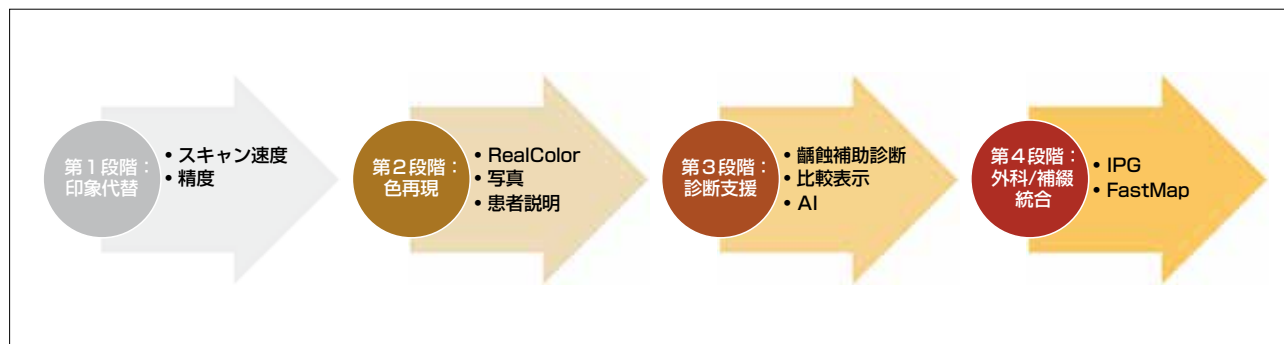 第1段階：
印象代替
• スキャン速度
• 精度
第2段階：
色再現
• RealColor
• 写真
• 患者説明
第3段階：
診断支援
• 齲蝕補助診断
• 比較表示
• AI
第4段階：
外科/補綴
統合
• IPG
• FastMap